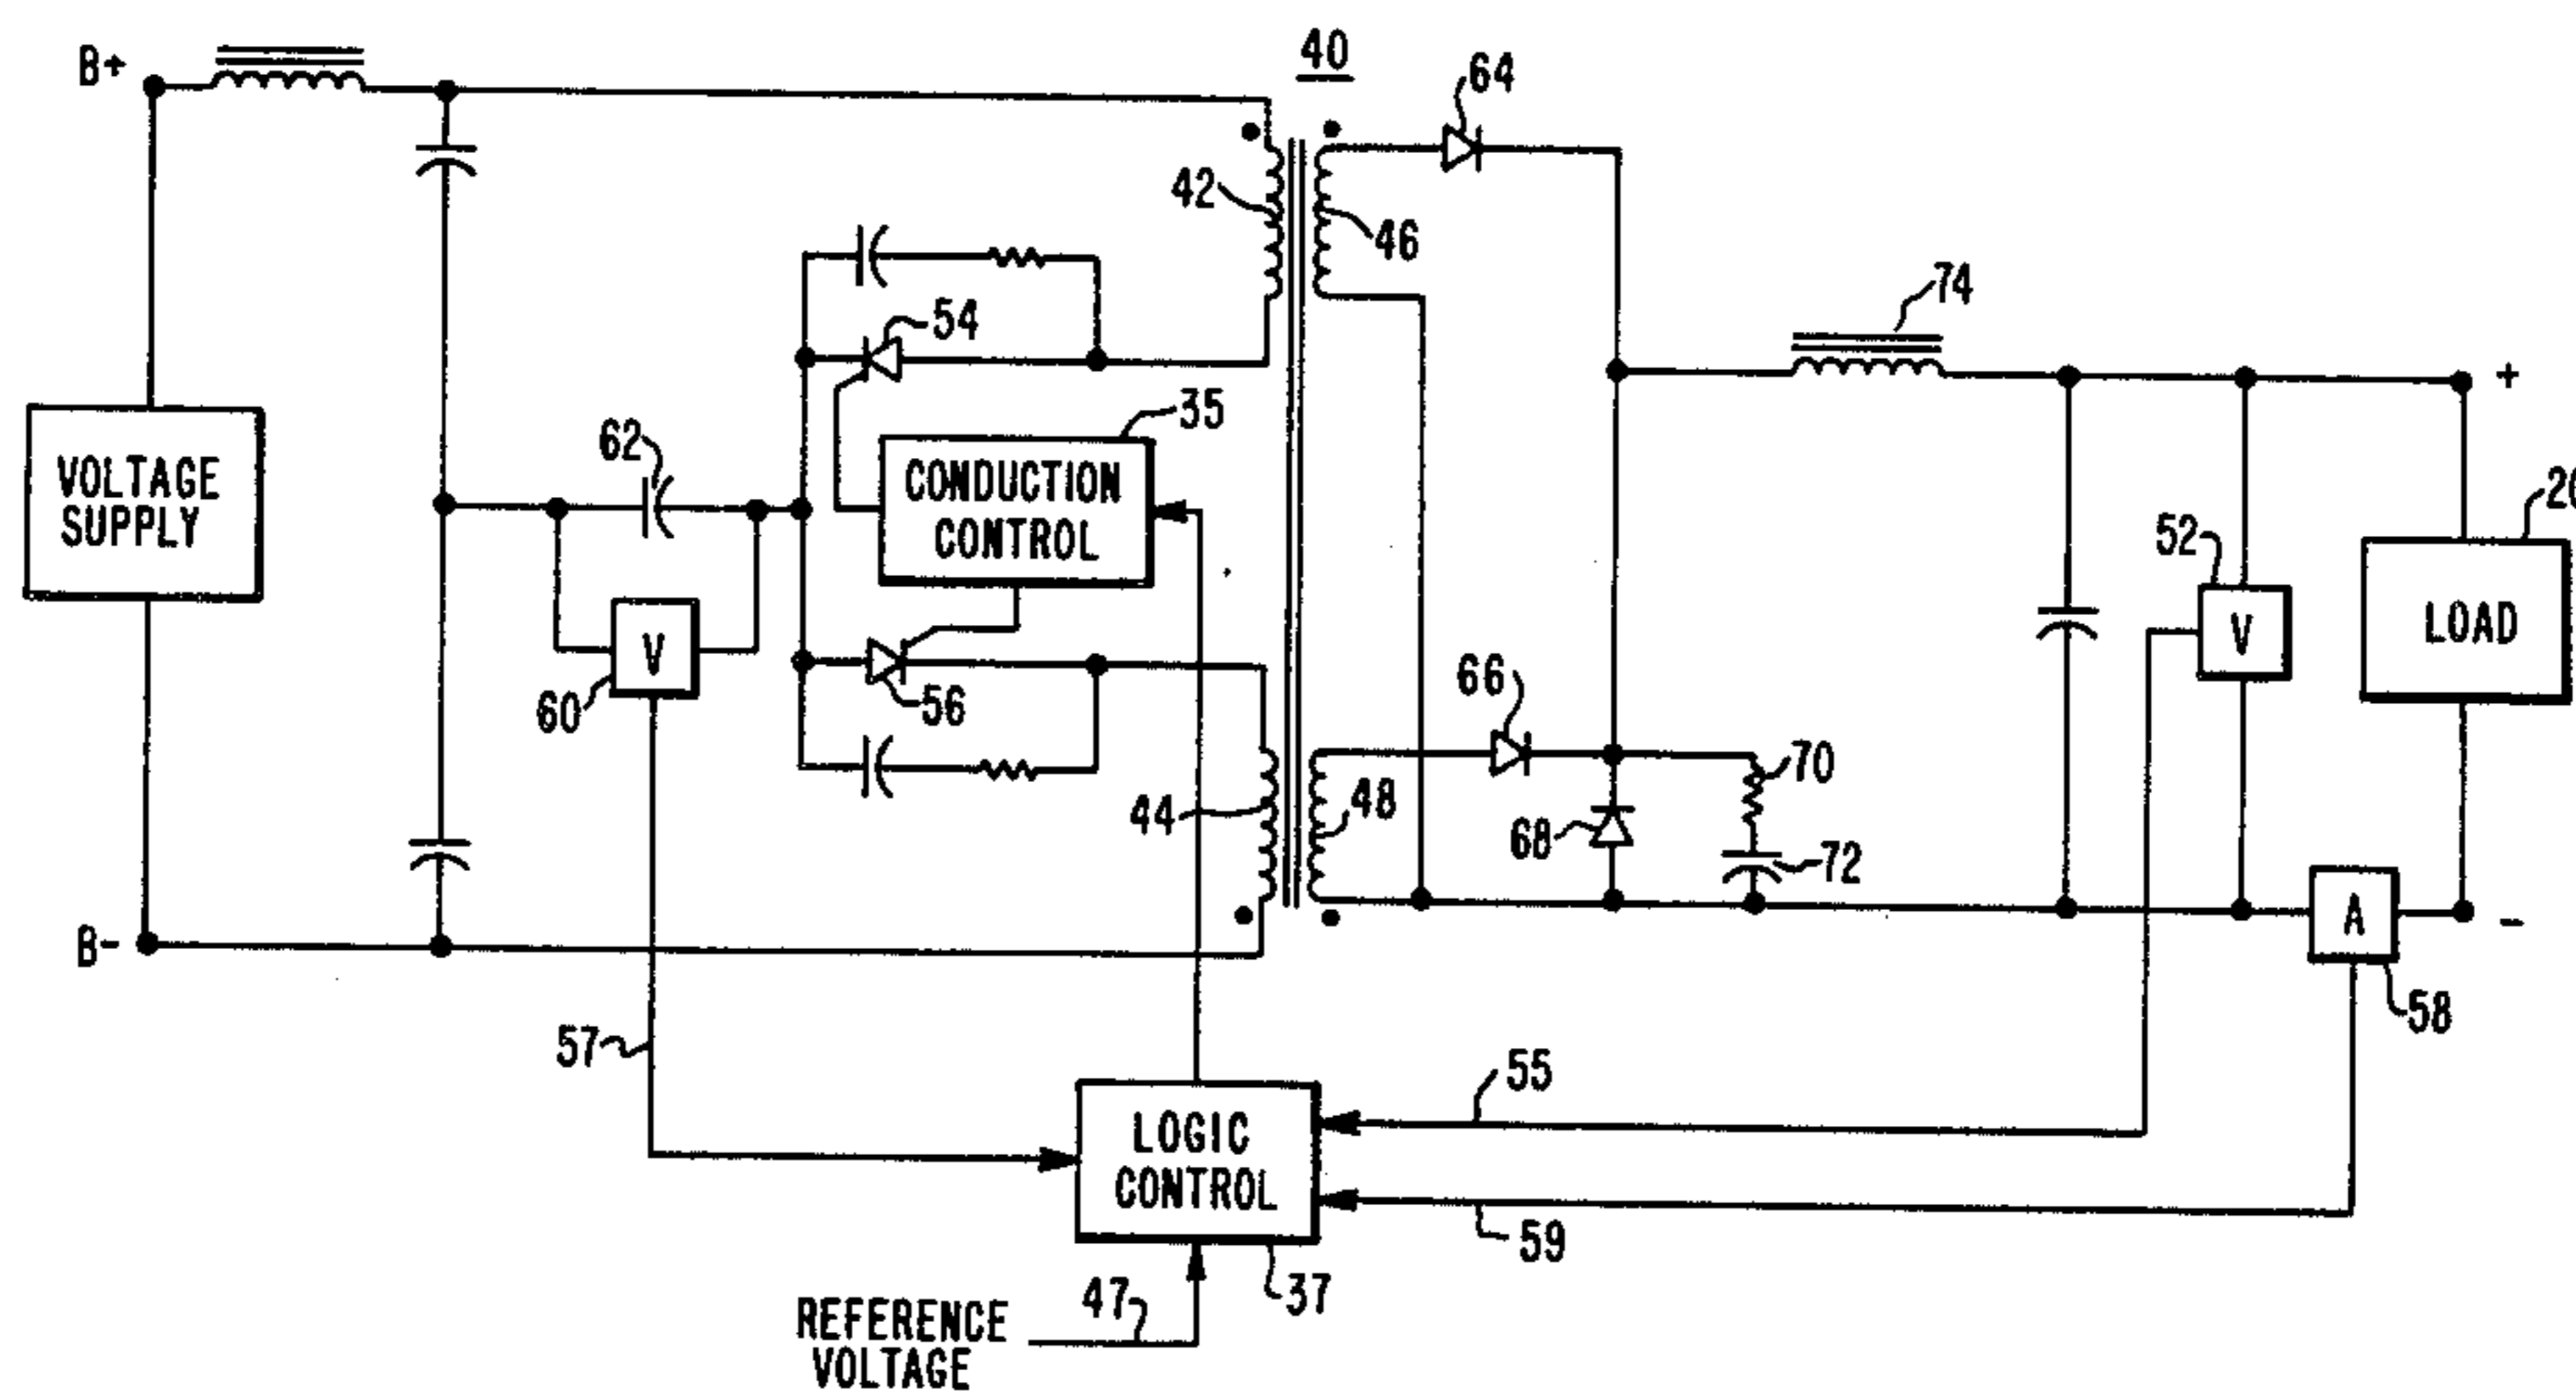 40
B+
64
42
46
54
74
35
62
VOLTAGE
SUPPLY
CONDUCTION
CONTROL
52
V
LOAD
V
66
60
56
70
44
48
68
72
A
B-
+
-
58
57
55
LOGIC
CONTROL
59
47
37
REFERENCE
VOLTAGE